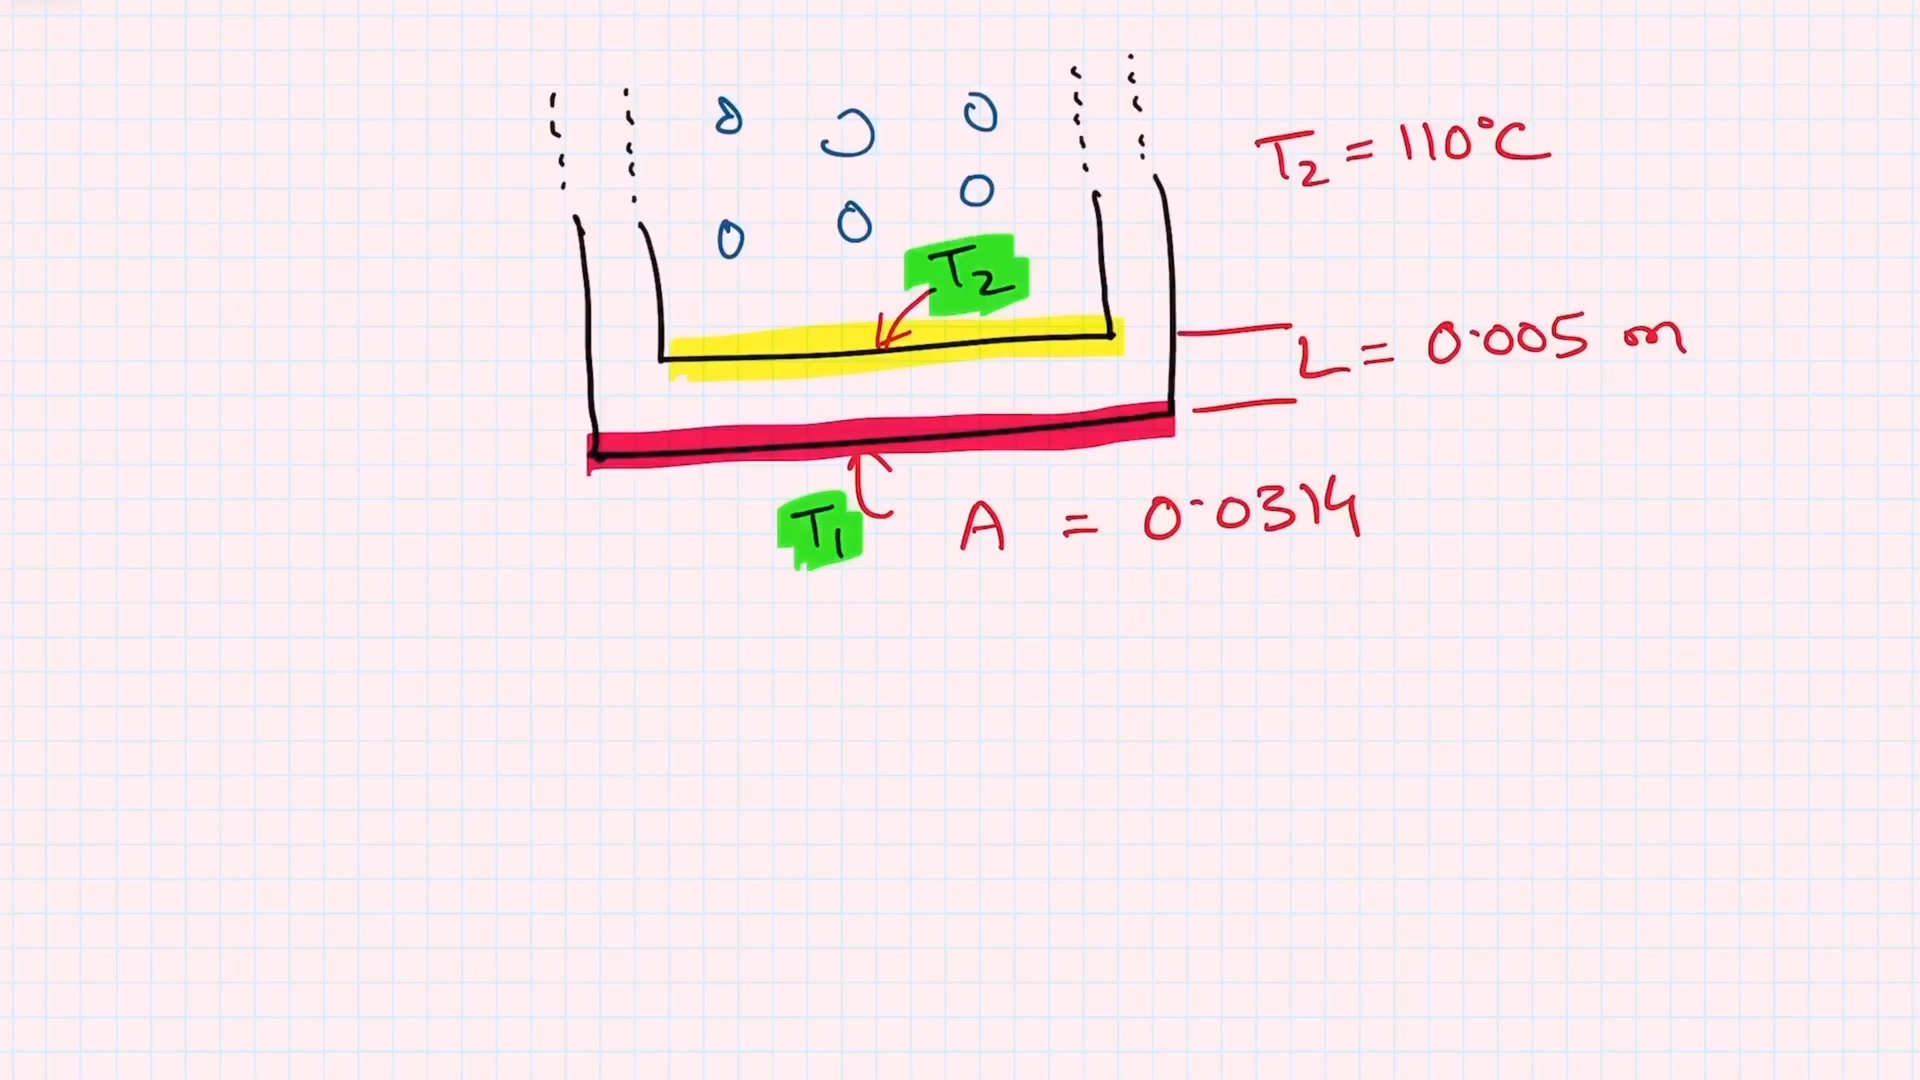 T₂ = 110°C
T₂
L = 0.005 m
T₁
A = 0.0314